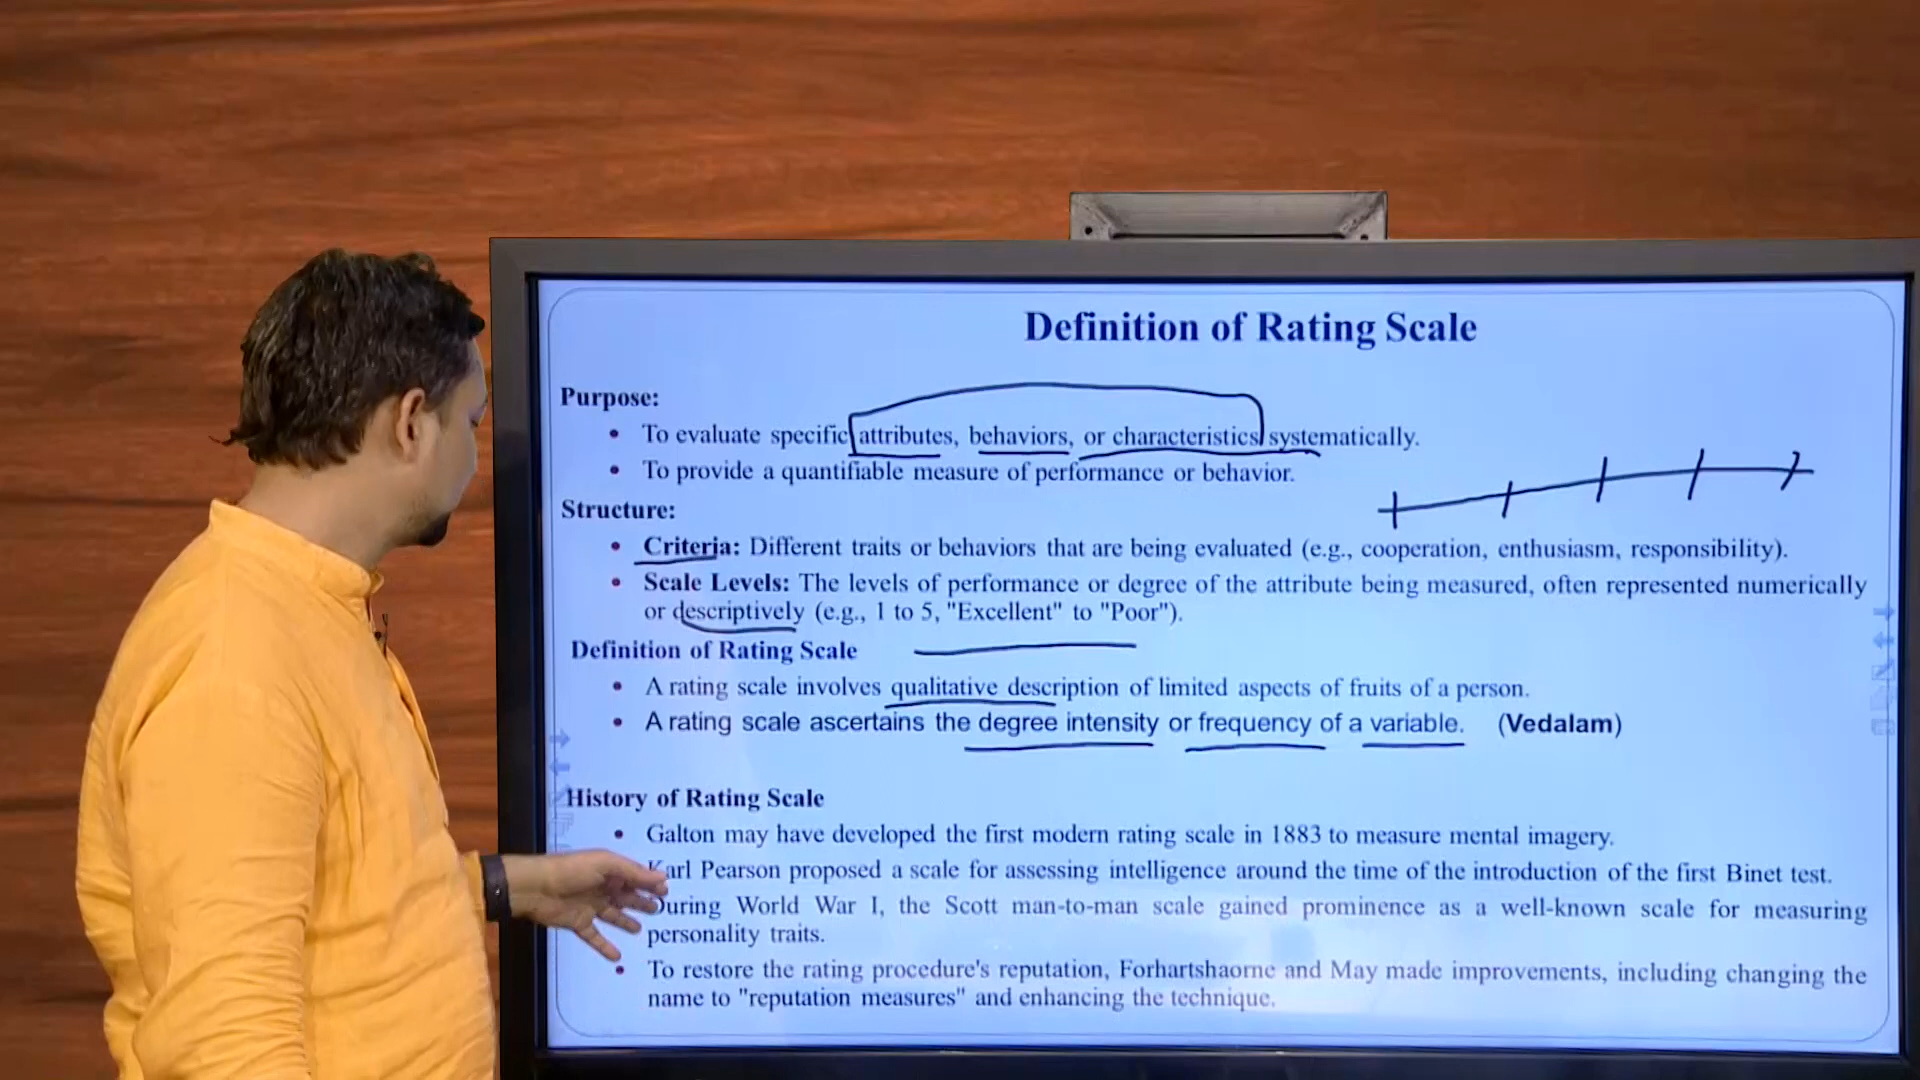 Definition of Rating Scale
Purpose:
• To evaluate specific attributes, behaviors, or characteristics systematically.
• To provide a quantifiable measure of performance or behavior.
Structure:
• Criteria: Different traits or behaviors that are being evaluated (e.g., cooperation, enthusiasm, responsibility).
• Scale Levels: The levels of performance or degree of the attribute being measured, often represented numerically
or descriptively (e.g., 1 to 5, "Excellent" to "Poor").
Definition of Rating Scale
• A rating scale involves qualitative description of limited aspects of fruits of a person.
• A rating scale ascertains the degree intensity or frequency of a variable. (Vedalam)
History of Rating Scale
• Galton may have developed the first modern rating scale in 1883 to measure mental imagery.
Karl Pearson proposed a scale for assessing intelligence around the time of the introduction of the first Binet test.
During World War I, the Scott man-to-man scale gained prominence as a well-known scale for measuring
personality traits.
• To restore the rating procedure's reputation, Forhartshaorne and May made improvements, including changing the
name to "reputation measures" and enhancing the technique.